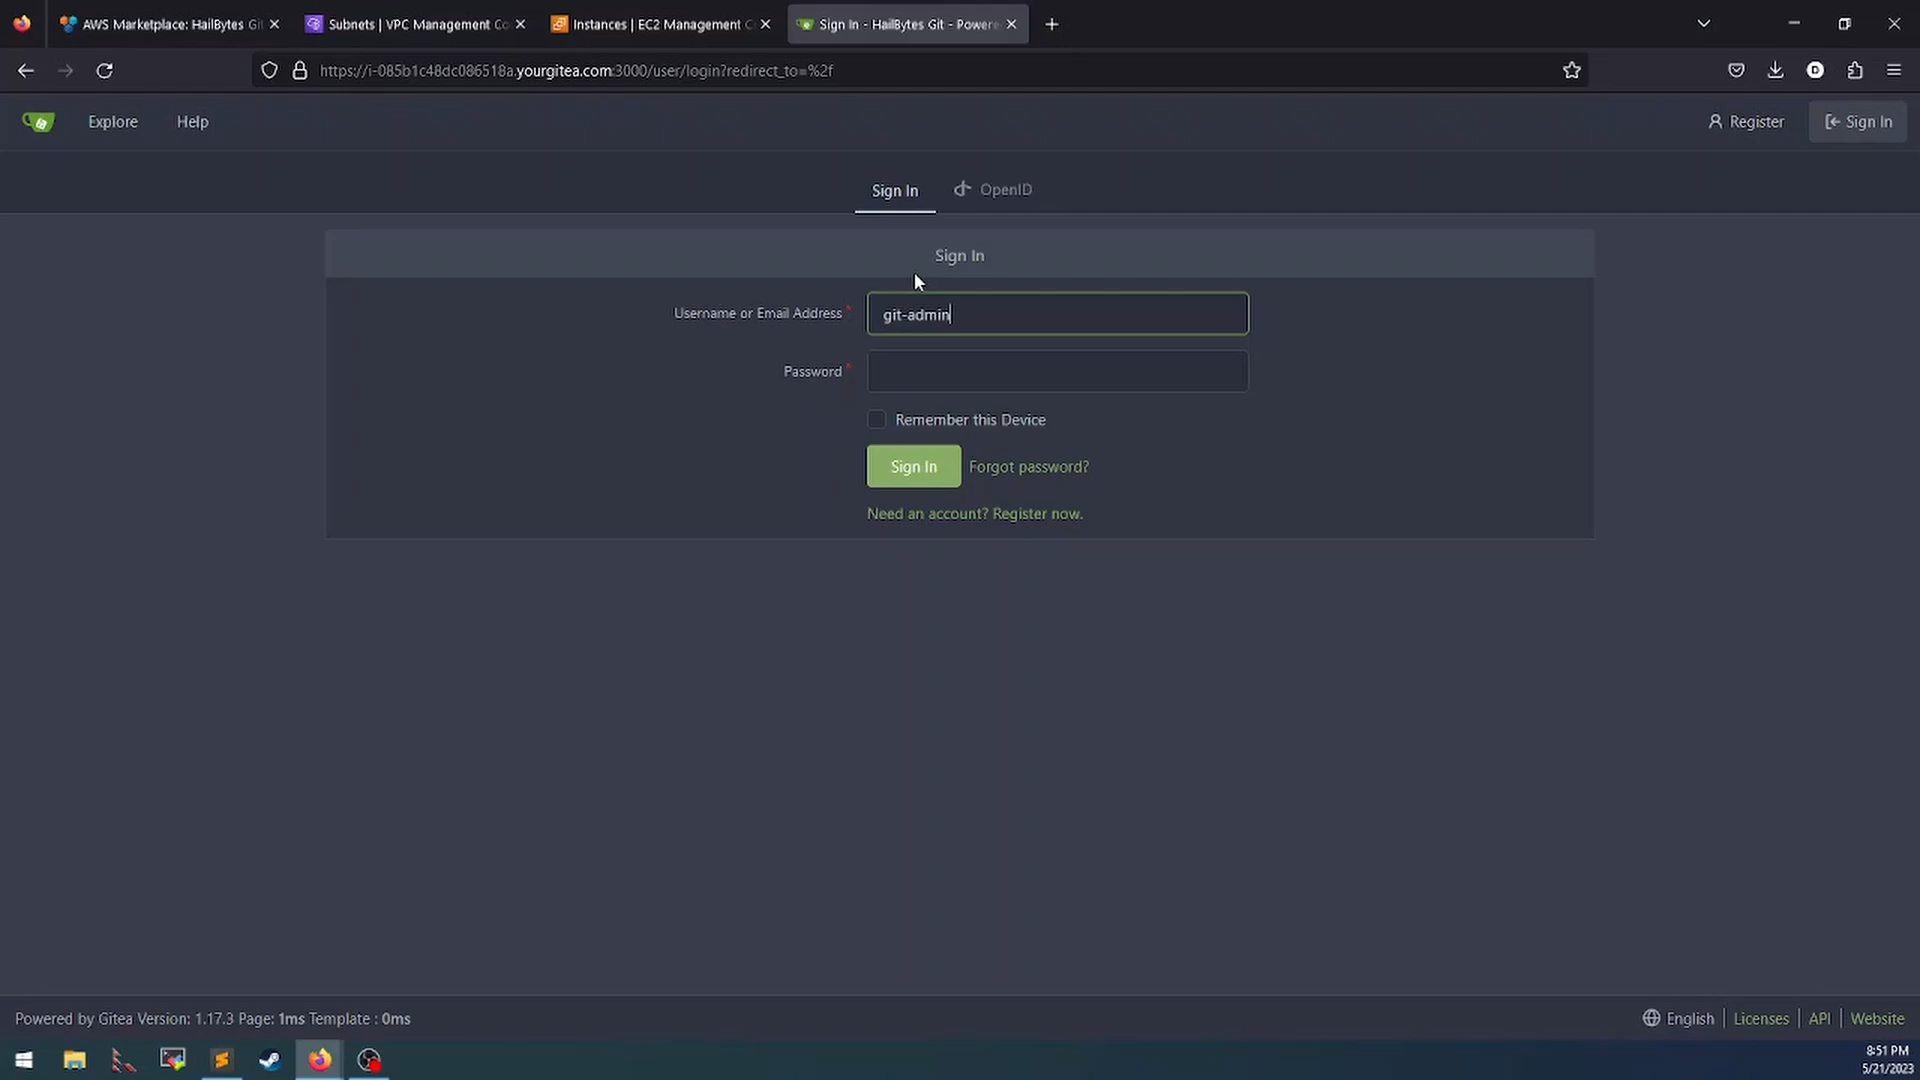 AWS Marketplace: HailBytes Git
Subnets | VPC Management Co
Instances | EC2 Management C
Sign In - HailBytes Git - Powere
https://i-085b1c48dc086518a.yourgitea.com:3000/user/login?redirect_to=%2f
Explore
Help
Register
Sign In
Sign In
OpenID
Sign In
Username or Email Address *
git-admin
Password *
Remember this Device
Sign In
Forgot password?
Need an account? Register now.
Powered by Gitea Version: 1.17.3 Page: 1ms Template : 0ms
English
Licenses
API
Website
8:51 PM
5/21/2023